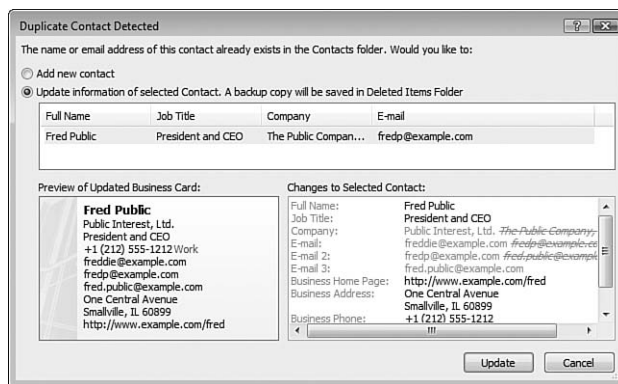 Duplicate Contact Detected
The name or email address of this contact already exists in the Contacts folder. Would you like to:
Add new contact
Update information of selected Contact. A backup copy will be saved in Deleted Items Folder
Full Name Job Title Company E-mail
Fred Public President and CEO The Public Compan... fredp@example.com
Preview of Updated Business Card:
Fred Public
Public Interest, Ltd.
President and CEO
+1 (212) 555-1212 Work
freddie@example.com
fredp@example.com
fred.public@example.com
One Central Avenue
Smallville, IL 60899
http://www.example.com/fred
Changes to Selected Contact:
Full Name: Fred Public
Job Title: President and CEO
Company: Public Interest, Ltd. The Public Company,
E-mail: freddie@example.com fredp@example.co
E-mail 2: fredp@example.com fred.public@exampl
E-mail 3: fred.public@example.com
Business Home Page: http://www.example.com/fred
Business Address: One Central Avenue
Smallville, IL 60899
Business Phone: +1 (212) 555-1212
Update Cancel